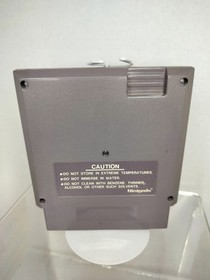 CAUTION
•DO NOT STORE IN EXTREME TEMPERATURES.
•DO NOT IMMERSE IN WATER.
•DO NOT CLEAN WITH BENZENE, THINNER,
ALCOHOL OR OTHER SUCH SOLVENTS.
Nintendo